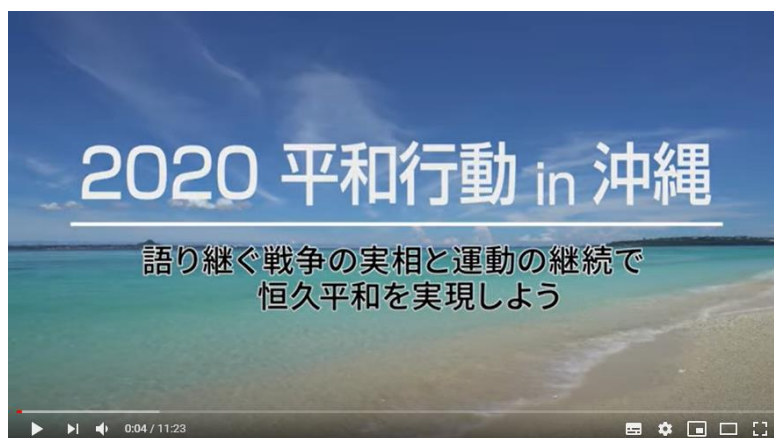 2020 平和行動 in 沖縄
語り継ぐ戦争の実相と運動の継続で
恒久平和を実現しよう
0:04 / 11:23